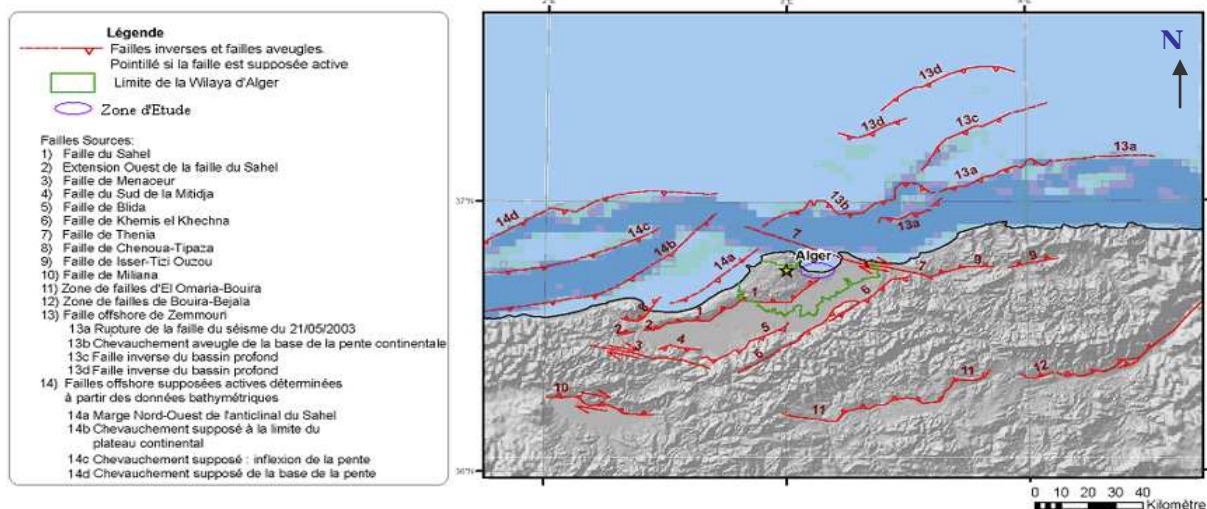 Légende
Failles inverses et failles aveugles.
Pointillé si la faille est supposée active
Limite de la Wilaya d'Alger
Zone d'Etude
Failles Sources:
1) Faille du Sahel
2) Extension Ouest de la faille du Sahel
3) Faille de Menaceur
4) Faille du Sud de la Mitidja
5) Faille de Blida
6) Faille de Khemis el Khechna
7) Faille de Thenia
8) Faille de Chenoua-Tipaza
9) Faille de Isser-Tizi Ouzou
10) Faille de Miliana
11) Zone de failles d'El Omaria-Bouira
12) Zone de failles de Bouira-Bejala
13) Faille offshore de Zemmouri
13a Rupture de la faille du séisme du 21/05/2003
13b Chevauchement aveugle de la base de la pente continentale
13c Faille inverse du bassin profond
13d Faille inverse du bassin profond
14) Failles offshore supposées actives déterminées
à partir des données bathymétriques
14a Marge Nord-Ouest de l'anticlinal du Sahel
14b Chevauchement supposé à la limite du
plateau continental
14c Chevauchement supposé : inflexion de la pente
14d Chevauchement supposé de la base de la pente
N
13d
13d
13c
13a
13a
37°N
13b
14d
13a
14c
7
14b
Alger
14a
7
9
9
1
6
8
1
2
2
5
3
4
6
12
11
10
11
36°N
0 10 20 30 40
Kilomètre